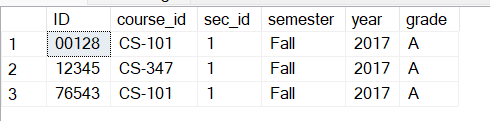 ID course_id sec_id semester year grade
1 00128 CS-101 1 Fall 2017 A
2 12345 CS-347 1 Fall 2017 A
3 76543 CS-101 1 Fall 2017 A